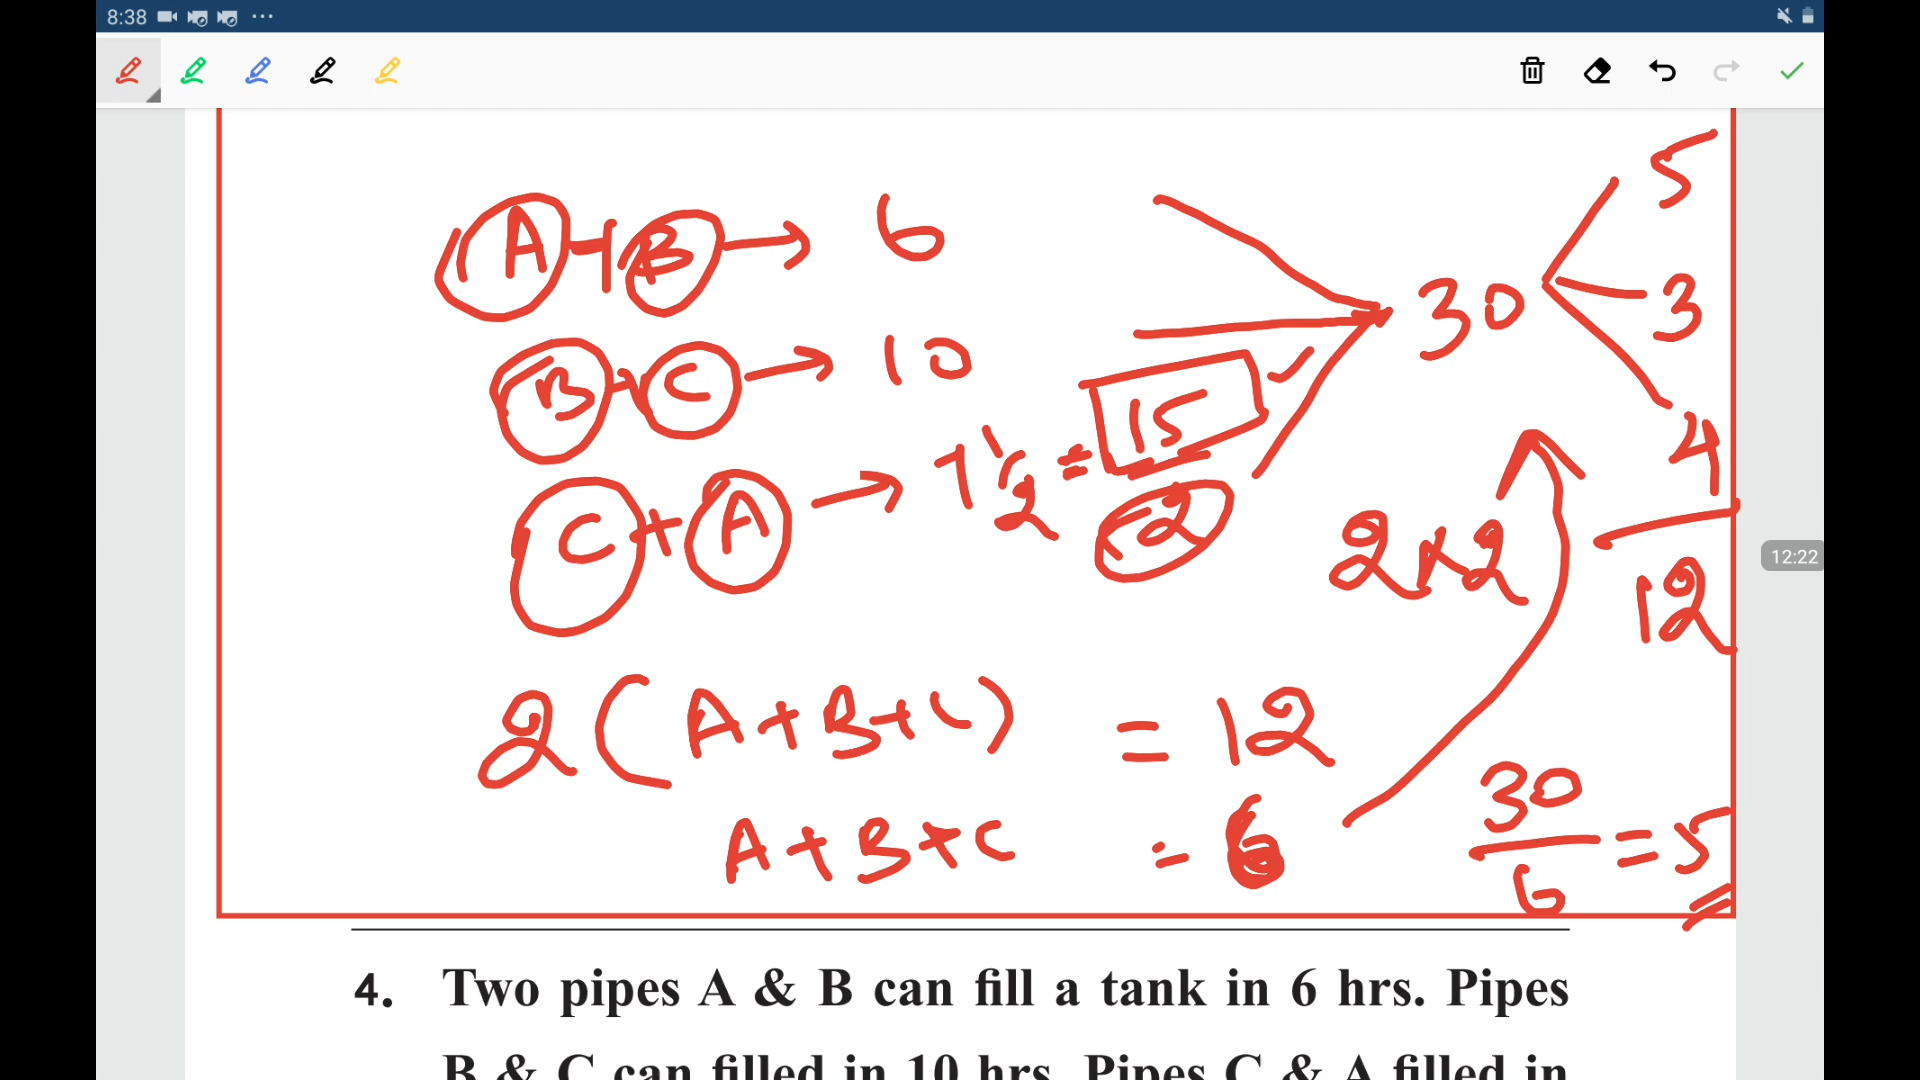 8:38
A+B → 6
B+C → 10
C+A → 7 1/2 = 15/2
30
5
3
4
12
2×2
2(A+B+C) = 12
A+B+C = 6
30/6 = 5
12:22
4. Two pipes A & B can fill a tank in 6 hrs. Pipes
B & C can filled in 10 hrs. Pipes C & A filled in